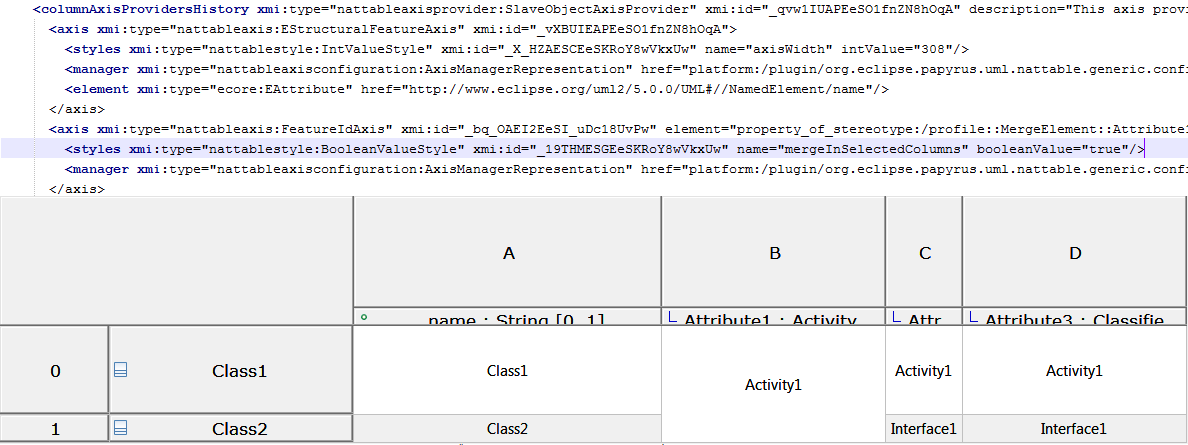 <columnAxisProvidersHistory xmi:type="nattableaxisprovider:SlaveObjectAxisProvider" xmi:id="_qvw1IUAPEeSO1fnZN8hOqA" description="This axis provi
<axis xmi:type="nattableaxis:EStructuralFeatureAxis" xmi:id="_vXBUIEAPEeSO1fnZN8hOqA">
<styles xmi:type="nattablestyle:IntValueStyle" xmi:id="_X_HZAESCEeSKRoY8wVkxUw" name="axisWidth" intValue="308"/>
<manager xmi:type="nattableaxisconfiguration:AxisManagerRepresentation" href="platform:/plugin/org.eclipse.papyrus.uml.nattable.generic.confi
<element xmi:type="ecore:EAttribute" href="http://www.eclipse.org/uml2/5.0.0/UML#//NamedElement/name"/>
</axis>
<axis xmi:type="nattableaxis:FeatureIdAxis" xmi:id="_bq_OAEI2EeSI_uDc18UvPw" element="property_of_stereotype:/profile::MergeElement::Attribute1
<styles xmi:type="nattablestyle:BooleanValueStyle" xmi:id="_19THMESGEeSKRoY8wVkxUw" name="mergeInSelectedColumns" booleanValue="true"/>
<manager xmi:type="nattableaxisconfiguration:AxisManagerRepresentation" href="platform:/plugin/org.eclipse.papyrus.uml.nattable.generic.confi
</axis>
A B C D
name : String [0..1] Attribute1 : Activity Attr Attribute3 : Classifie
0 Class1 Class1 Activity1 Activity1 Activity1
1 Class2 Class2 Interface1 Interface1